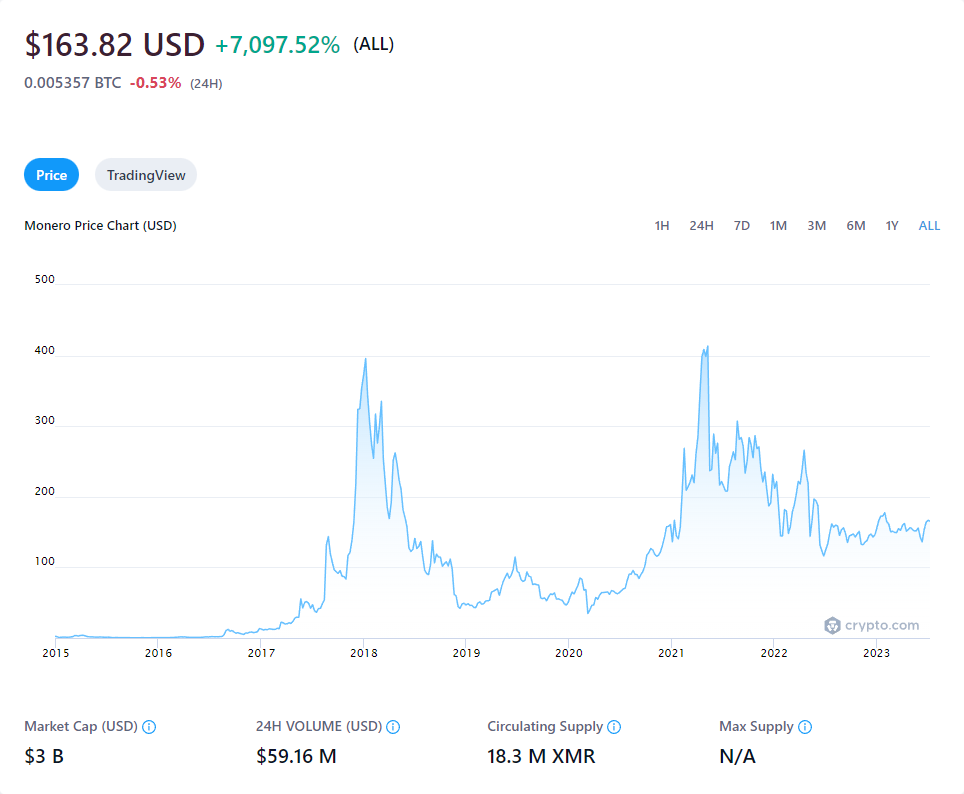 $163.82 USD +7,097.52% (ALL)
0.005357 BTC -0.53% (24H)
Price TradingView
Monero Price Chart (USD) 1H 24H 7D 1M 3M 6M 1Y ALL
500
400
300
200
100
crypto.com
2015 2016 2017 2018 2019 2020 2021 2022 2023
Market Cap (USD) 24H VOLUME (USD) Circulating Supply Max Supply
$3 B $59.16 M 18.3 M XMR N/A